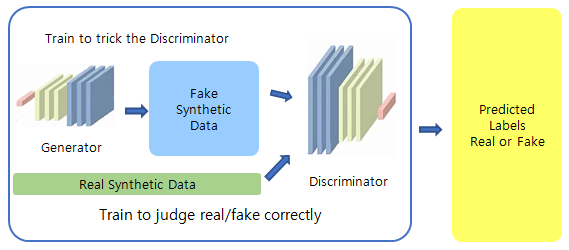 Train to trick the Discriminator
Fake
Synthetic
Data
Generator
Real Synthetic Data
Discriminator
Train to judge real/fake correctly
Predicted
Labels
Real or Fake